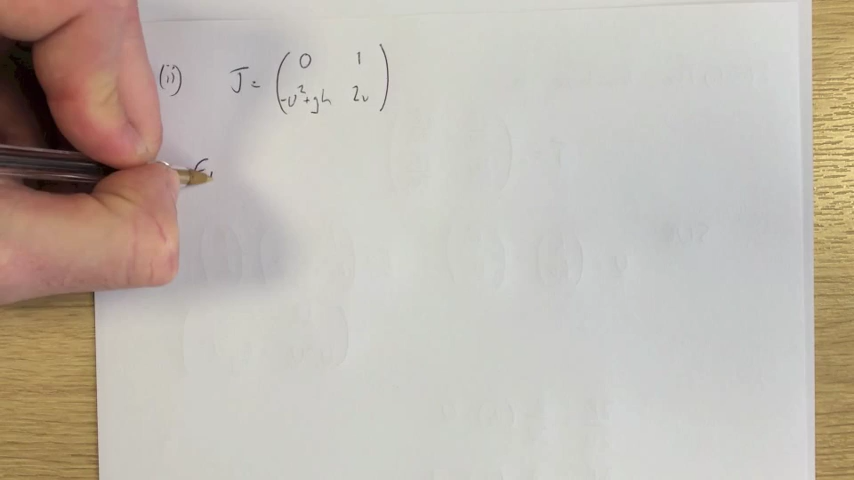 (ii) J = ( 0 1
-v²+gh 2v )